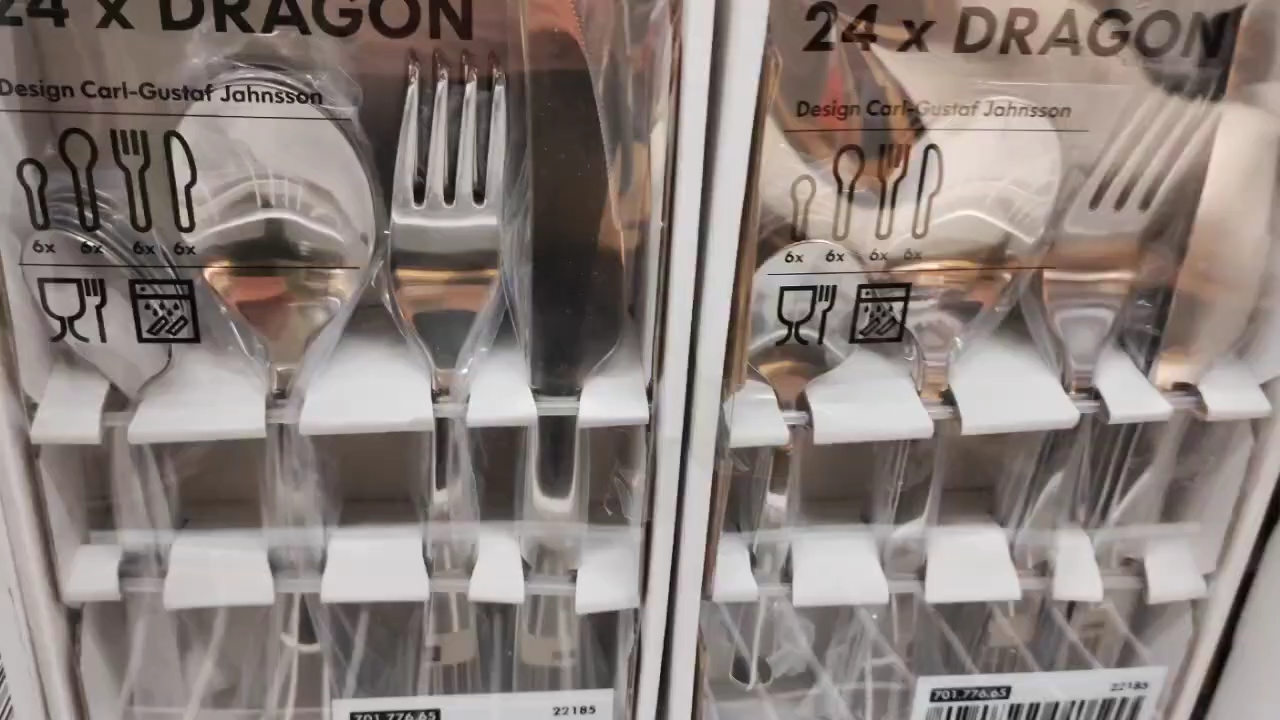 24 x DRAGON
Design Carl-Gustaf Jahnsson
6x 6x 6x 6x
701.776.65
22185
24 x DRAGON
Design Carl-Gustaf Jahnsson
6x 6x 6x 6x
701.776.65
22185